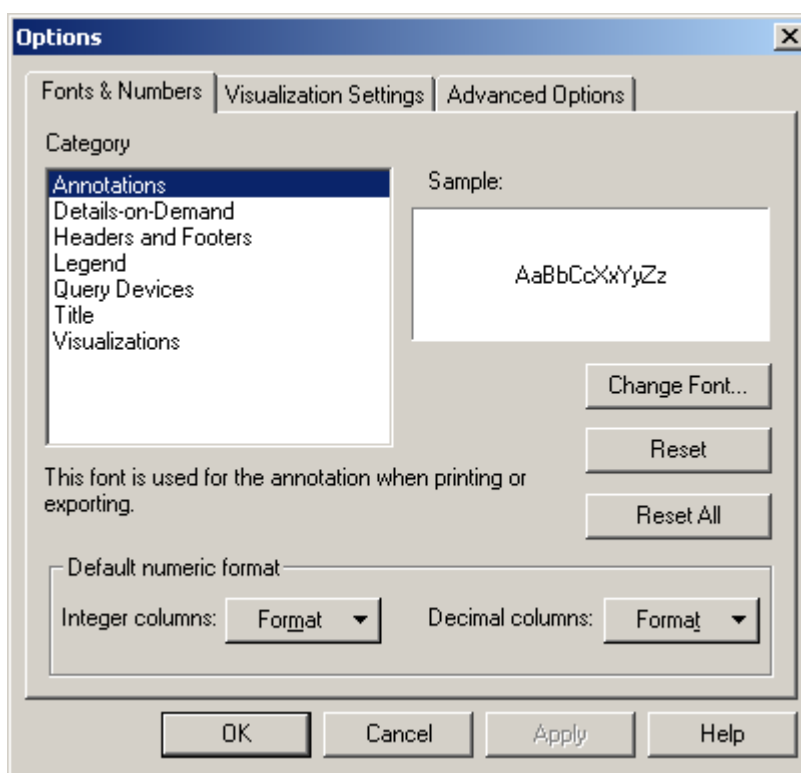 Options
Fonts & Numbers Visualization Settings Advanced Options
Category
Annotations
Details-on-Demand
Headers and Footers
Legend
Query Devices
Title
Visualizations
Sample:
AaBbCcXxYyZz
Change Font...
Reset
Reset All
This font is used for the annotation when printing or
exporting.
Default numeric format
Integer columns: Format Decimal columns: Format
OK Cancel Apply Help